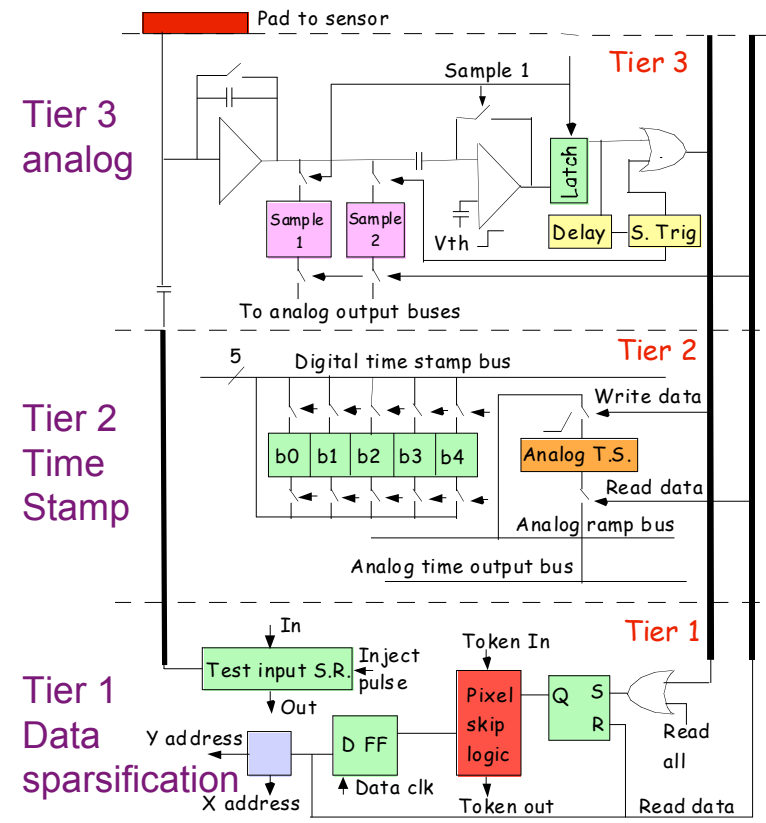 Pad to sensor
Tier 3
analog
Tier 3
Sample 1
Latch
Sample
1
Sample
2
Vth
Delay
S. Trig
To analog output buses
Tier 2
Time
Stamp
Tier 2
5
Digital time stamp bus
Write data
b0 b1 b2 b3 b4
Analog T.S.
Read data
Analog ramp bus
Analog time output bus
Tier 1
Data
sparsification
Tier 1
In
Test input S.R.
Inject
pulse
Out
Token In
Pixel
skip
logic
Q S
R
Read
all
Y address
D FF
Data clk
X address
Token out
Read data